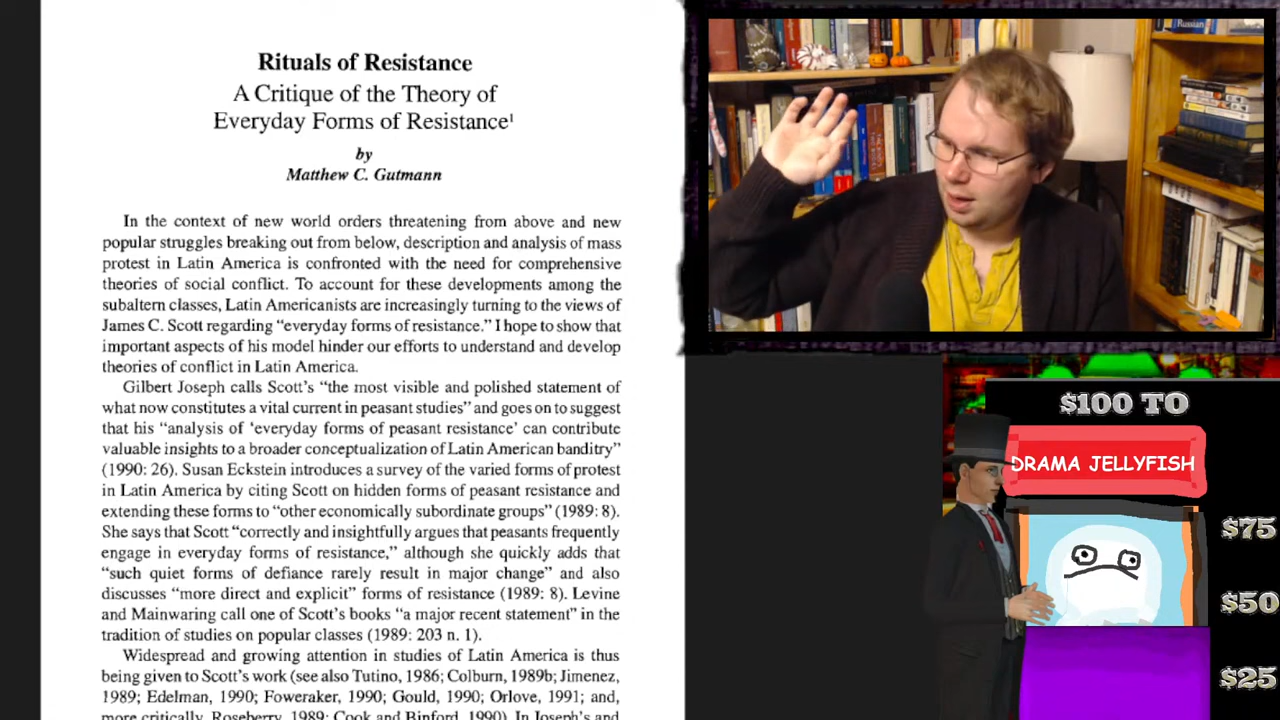 Rituals of Resistance
A Critique of the Theory of
Everyday Forms of Resistance¹
by
Matthew C. Gutmann
In the context of new world orders threatening from above and new
popular struggles breaking out from below, description and analysis of mass
protest in Latin America is confronted with the need for comprehensive
theories of social conflict. To account for these developments among the
subaltern classes, Latin Americanists are increasingly turning to the views of
James C. Scott regarding “everyday forms of resistance.” I hope to show that
important aspects of his model hinder our efforts to understand and develop
theories of conflict in Latin America.
Gilbert Joseph calls Scott’s “the most visible and polished statement of
what now constitutes a vital current in peasant studies” and goes on to suggest
that his “analysis of ‘everyday forms of peasant resistance’ can contribute
valuable insights to a broader conceptualization of Latin American banditry”
(1990: 26). Susan Eckstein introduces a survey of the varied forms of protest
in Latin America by citing Scott on hidden forms of peasant resistance and
extending these forms to “other economically subordinate groups” (1989: 8).
She says that Scott “correctly and insightfully argues that peasants frequently
engage in everyday forms of resistance,” although she quickly adds that
“such quiet forms of defiance rarely result in major change” and also
discusses “more direct and explicit” forms of resistance (1989: 8). Levine
and Mainwaring call one of Scott’s books “a major recent statement” in the
tradition of studies on popular classes (1989: 203 n. 1).
Widespread and growing attention in studies of Latin America is thus
being given to Scott’s work (see also Tutino, 1986; Colburn, 1989b; Jimenez,
1989; Edelman, 1990; Foweraker, 1990; Gould, 1990; Orlove, 1991; and,
more critically, Roseberry, 1989; Cook and Binford, 1990). In Joseph’s and
Russian
$100 TO
DRAMA JELLYFISH
$75
$50
$25